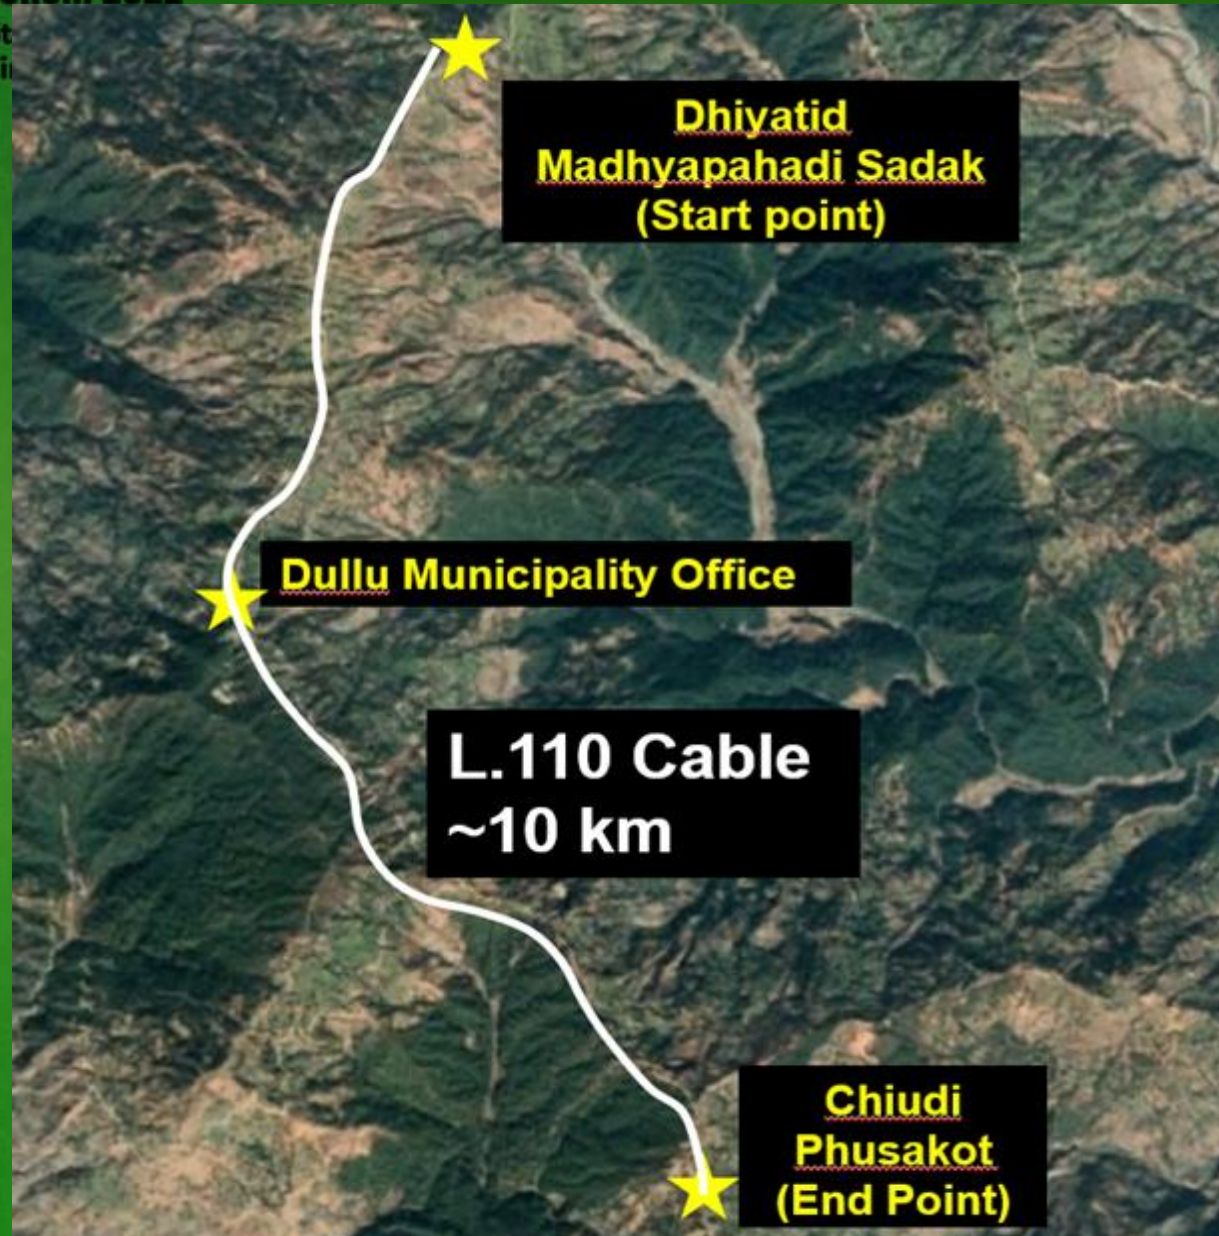 Dhiyatid
Madhyapahadi Sadak
(Start point)
Dullu Municipality Office
L.110 Cable
~10 km
Chiudi
Phusakot
(End Point)